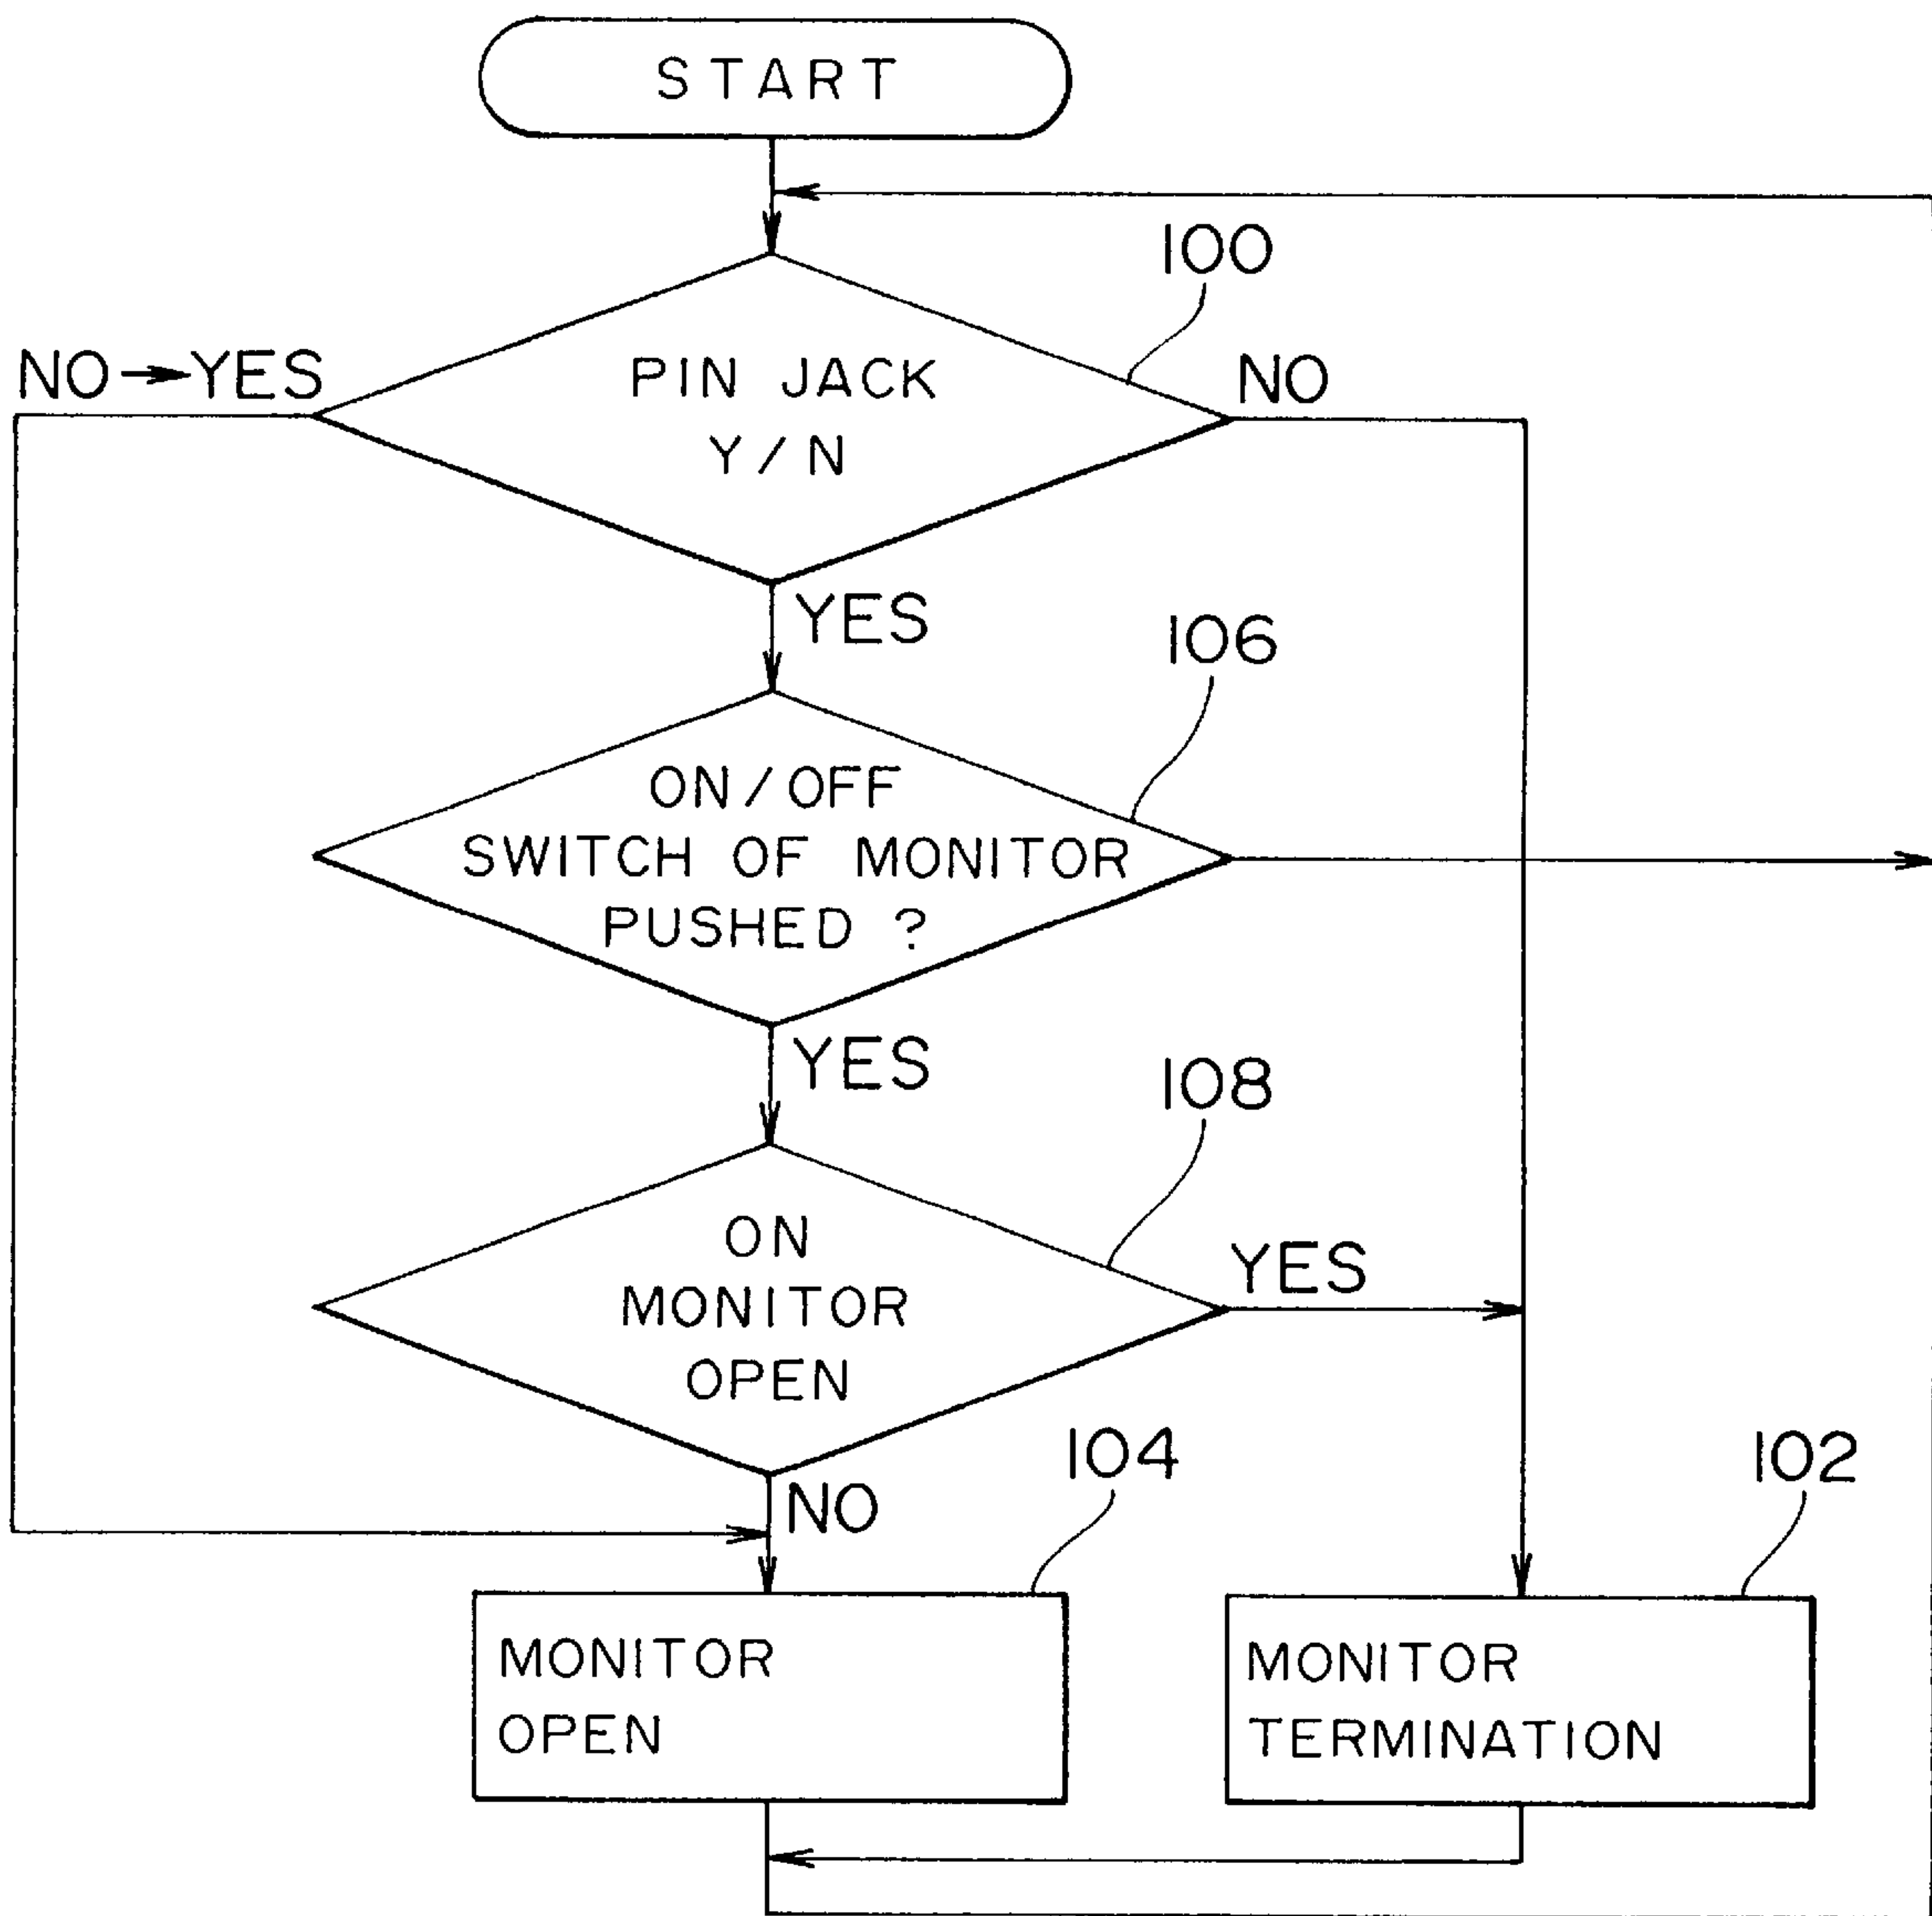 START
100
NO→YES
PIN JACK
Y/N
NO
YES
106
ON/OFF
SWITCH OF MONITOR
PUSHED ?
YES
108
ON
MONITOR
OPEN
YES
NO
104
102
MONITOR
OPEN
MONITOR
TERMINATION